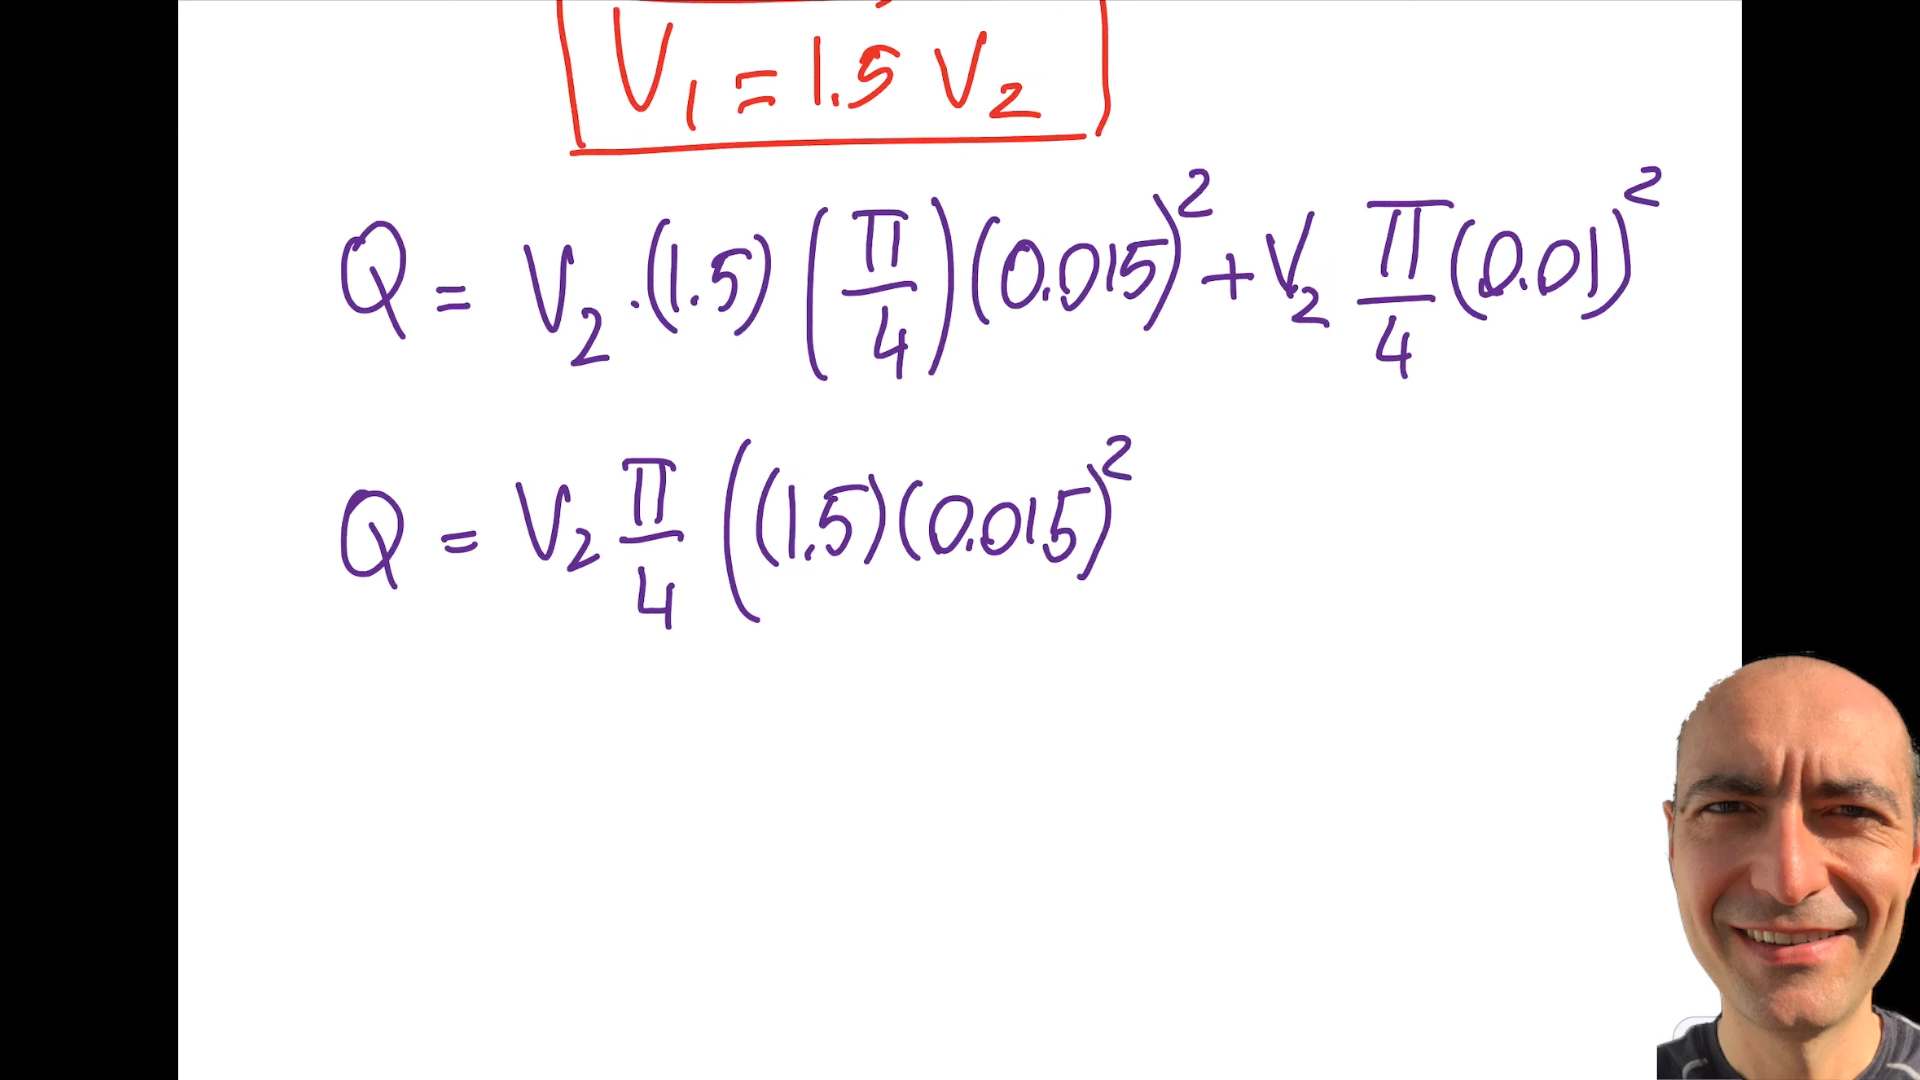 V₁ = 1.5 V₂
Q = V₂ · (1.5) (π/4) (0.015)² + V₂ π/4 (0.01)²
Q = V₂ π/4 ((1.5)(0.015)²